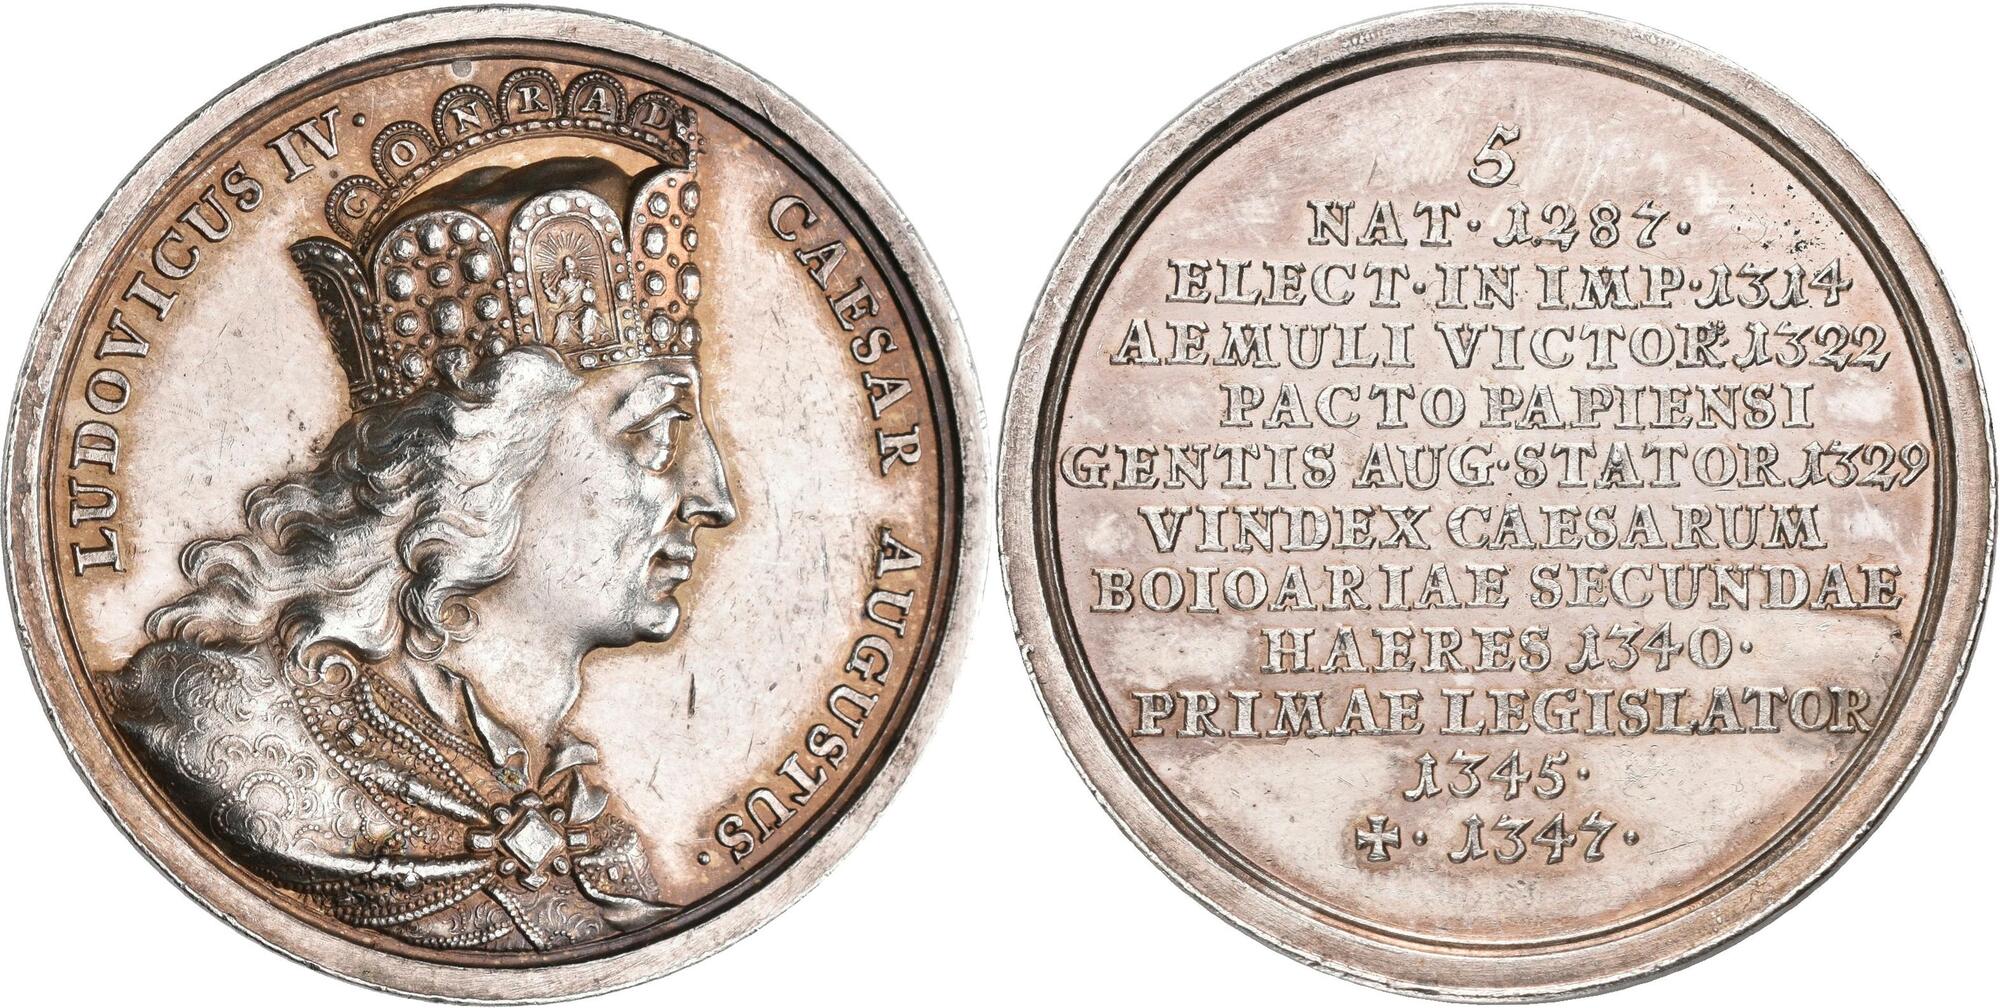 LUDOVICUS IV · CAESAR AUGUSTUS ·
CONRAD
5
NAT · 1287 ·
ELECT · IN IMP · 1314
AEMULI VICTOR · 1322
PACTO PAPIENSI
GENTIS AUG · STATOR 1329
VINDEX CAESARUM
BOIOARIAE SECUNDAE
HAERES 1340 ·
PRIMAE LEGISLATOR
1345 ·
✠ · 1347 ·